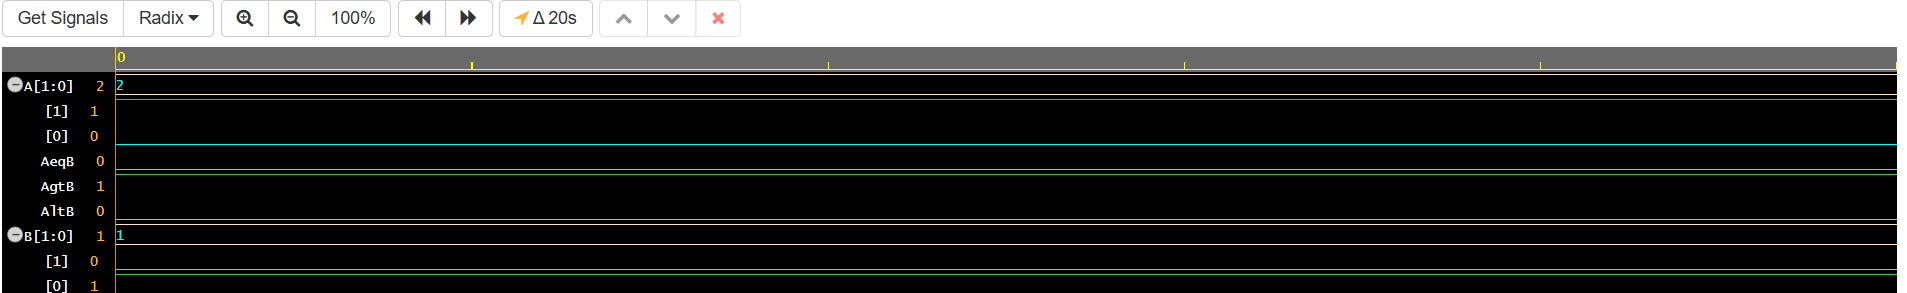 Get Signals Radix 100% Δ 20s
0
A[1:0] 2 2
[1] 1
[0] 0
AeqB 0
AgtB 1
AltB 0
B[1:0] 1 1
[1] 0
[0] 1